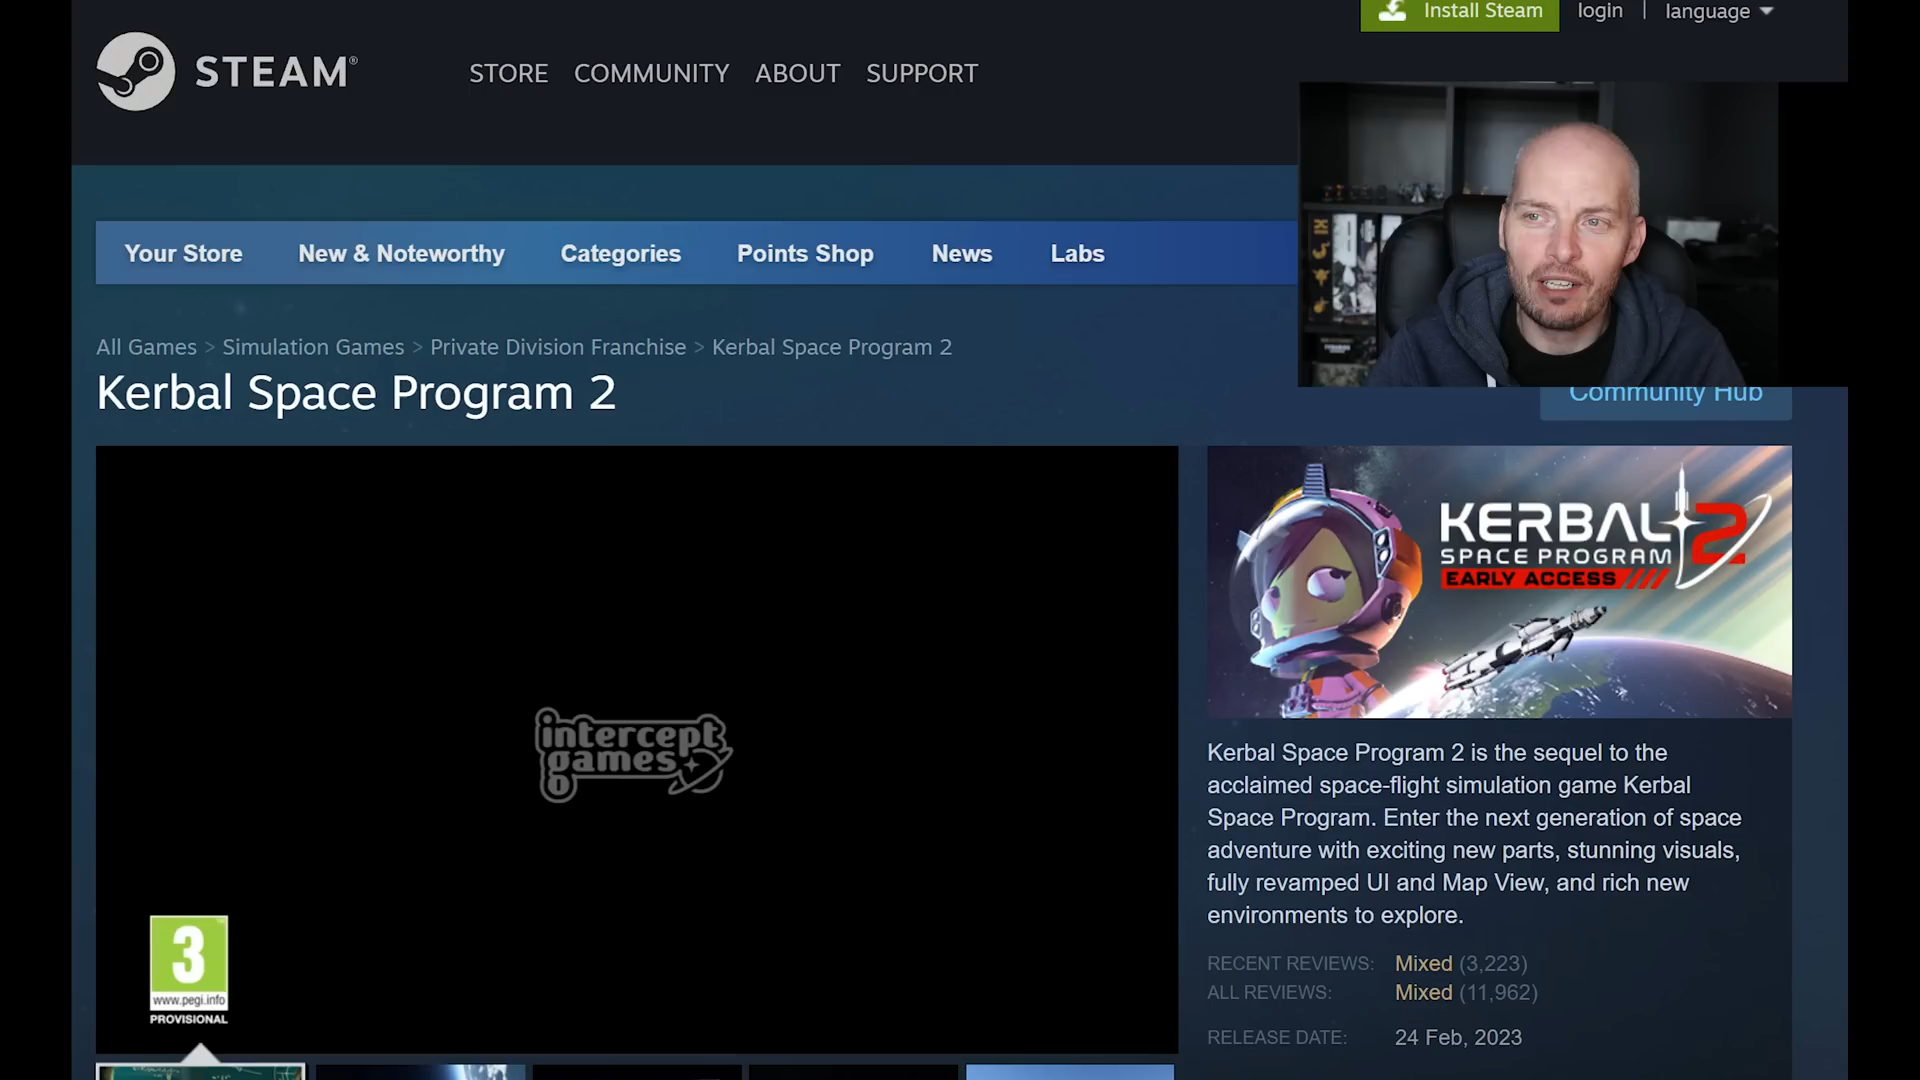 Install Steam
login
language
STEAM®
STORE
COMMUNITY
ABOUT
SUPPORT
Your Store
New & Noteworthy
Categories
Points Shop
News
Labs
All Games > Simulation Games > Private Division Franchise > Kerbal Space Program 2
Kerbal Space Program 2
Community Hub
intercept
games
3
www.pegi.info
PROVISIONAL
KERBAL 2
SPACE PROGRAM
EARLY ACCESS
Kerbal Space Program 2 is the sequel to the
acclaimed space-flight simulation game Kerbal
Space Program. Enter the next generation of space
adventure with exciting new parts, stunning visuals,
fully revamped UI and Map View, and rich new
environments to explore.
RECENT REVIEWS: Mixed (3,223)
ALL REVIEWS: Mixed (11,962)
RELEASE DATE: 24 Feb, 2023